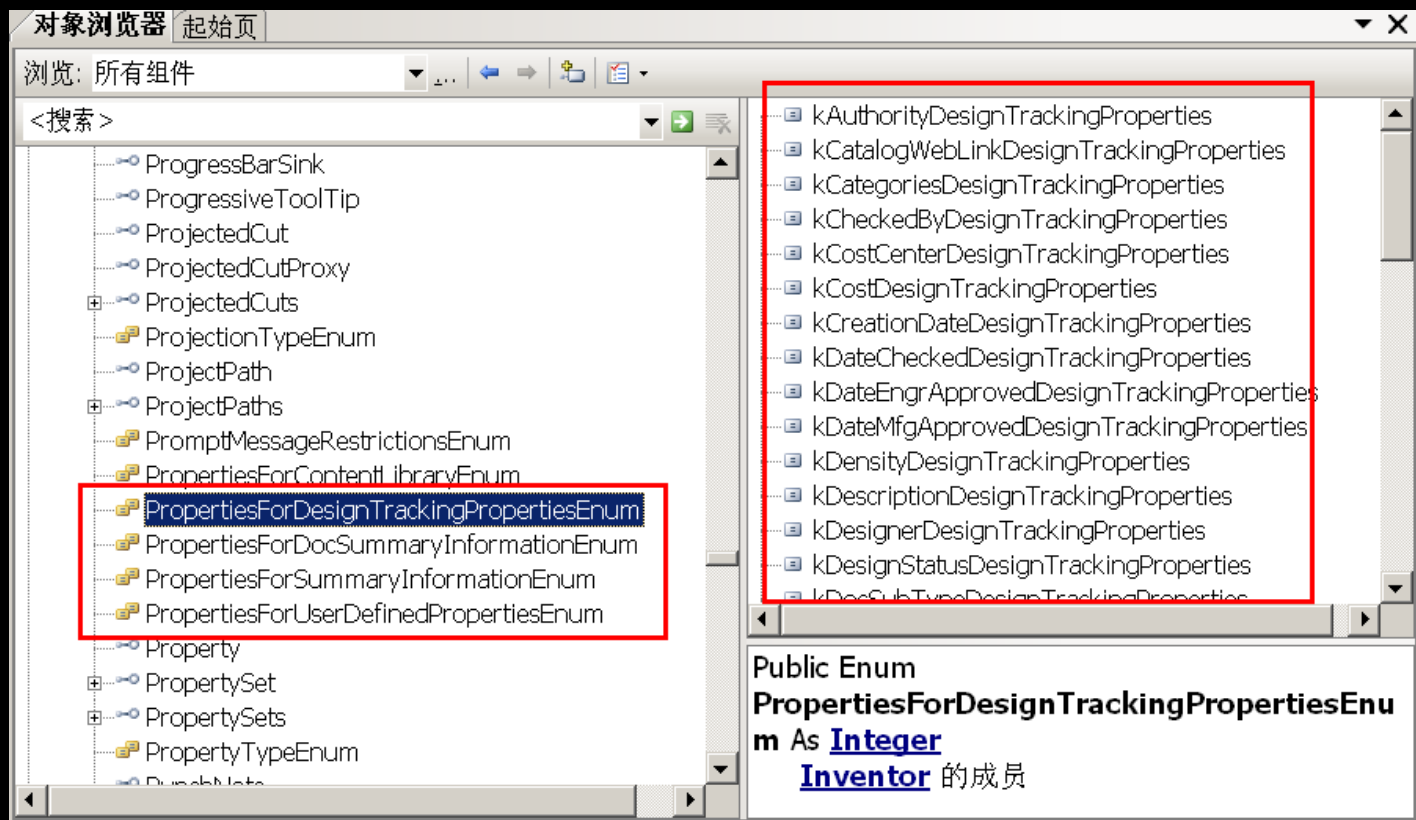 对象浏览器 起始页
浏览: 所有组件 ...
<搜索>
ProgressBarSink
ProgressiveToolTip
ProjectedCut
ProjectedCutProxy
ProjectedCuts
ProjectionTypeEnum
ProjectPath
ProjectPaths
PromptMessageRestrictionsEnum
PropertiesForContentLibraryEnum
PropertiesForDesignTrackingPropertiesEnum
PropertiesForDocSummaryInformationEnum
PropertiesForSummaryInformationEnum
PropertiesForUserDefinedPropertiesEnum
Property
PropertySet
PropertySets
PropertyTypeEnum
kAuthorityDesignTrackingProperties
kCatalogWebLinkDesignTrackingProperties
kCategoriesDesignTrackingProperties
kCheckedByDesignTrackingProperties
kCostCenterDesignTrackingProperties
kCostDesignTrackingProperties
kCreationDateDesignTrackingProperties
kDateCheckedDesignTrackingProperties
kDateEngrApprovedDesignTrackingProperties
kDateMfgApprovedDesignTrackingProperties
kDensityDesignTrackingProperties
kDescriptionDesignTrackingProperties
kDesignerDesignTrackingProperties
kDesignStatusDesignTrackingProperties
kDocSubTypeDesignTrackingProperties
Public Enum
PropertiesForDesignTrackingPropertiesEnu
m As Integer
Inventor 的成员